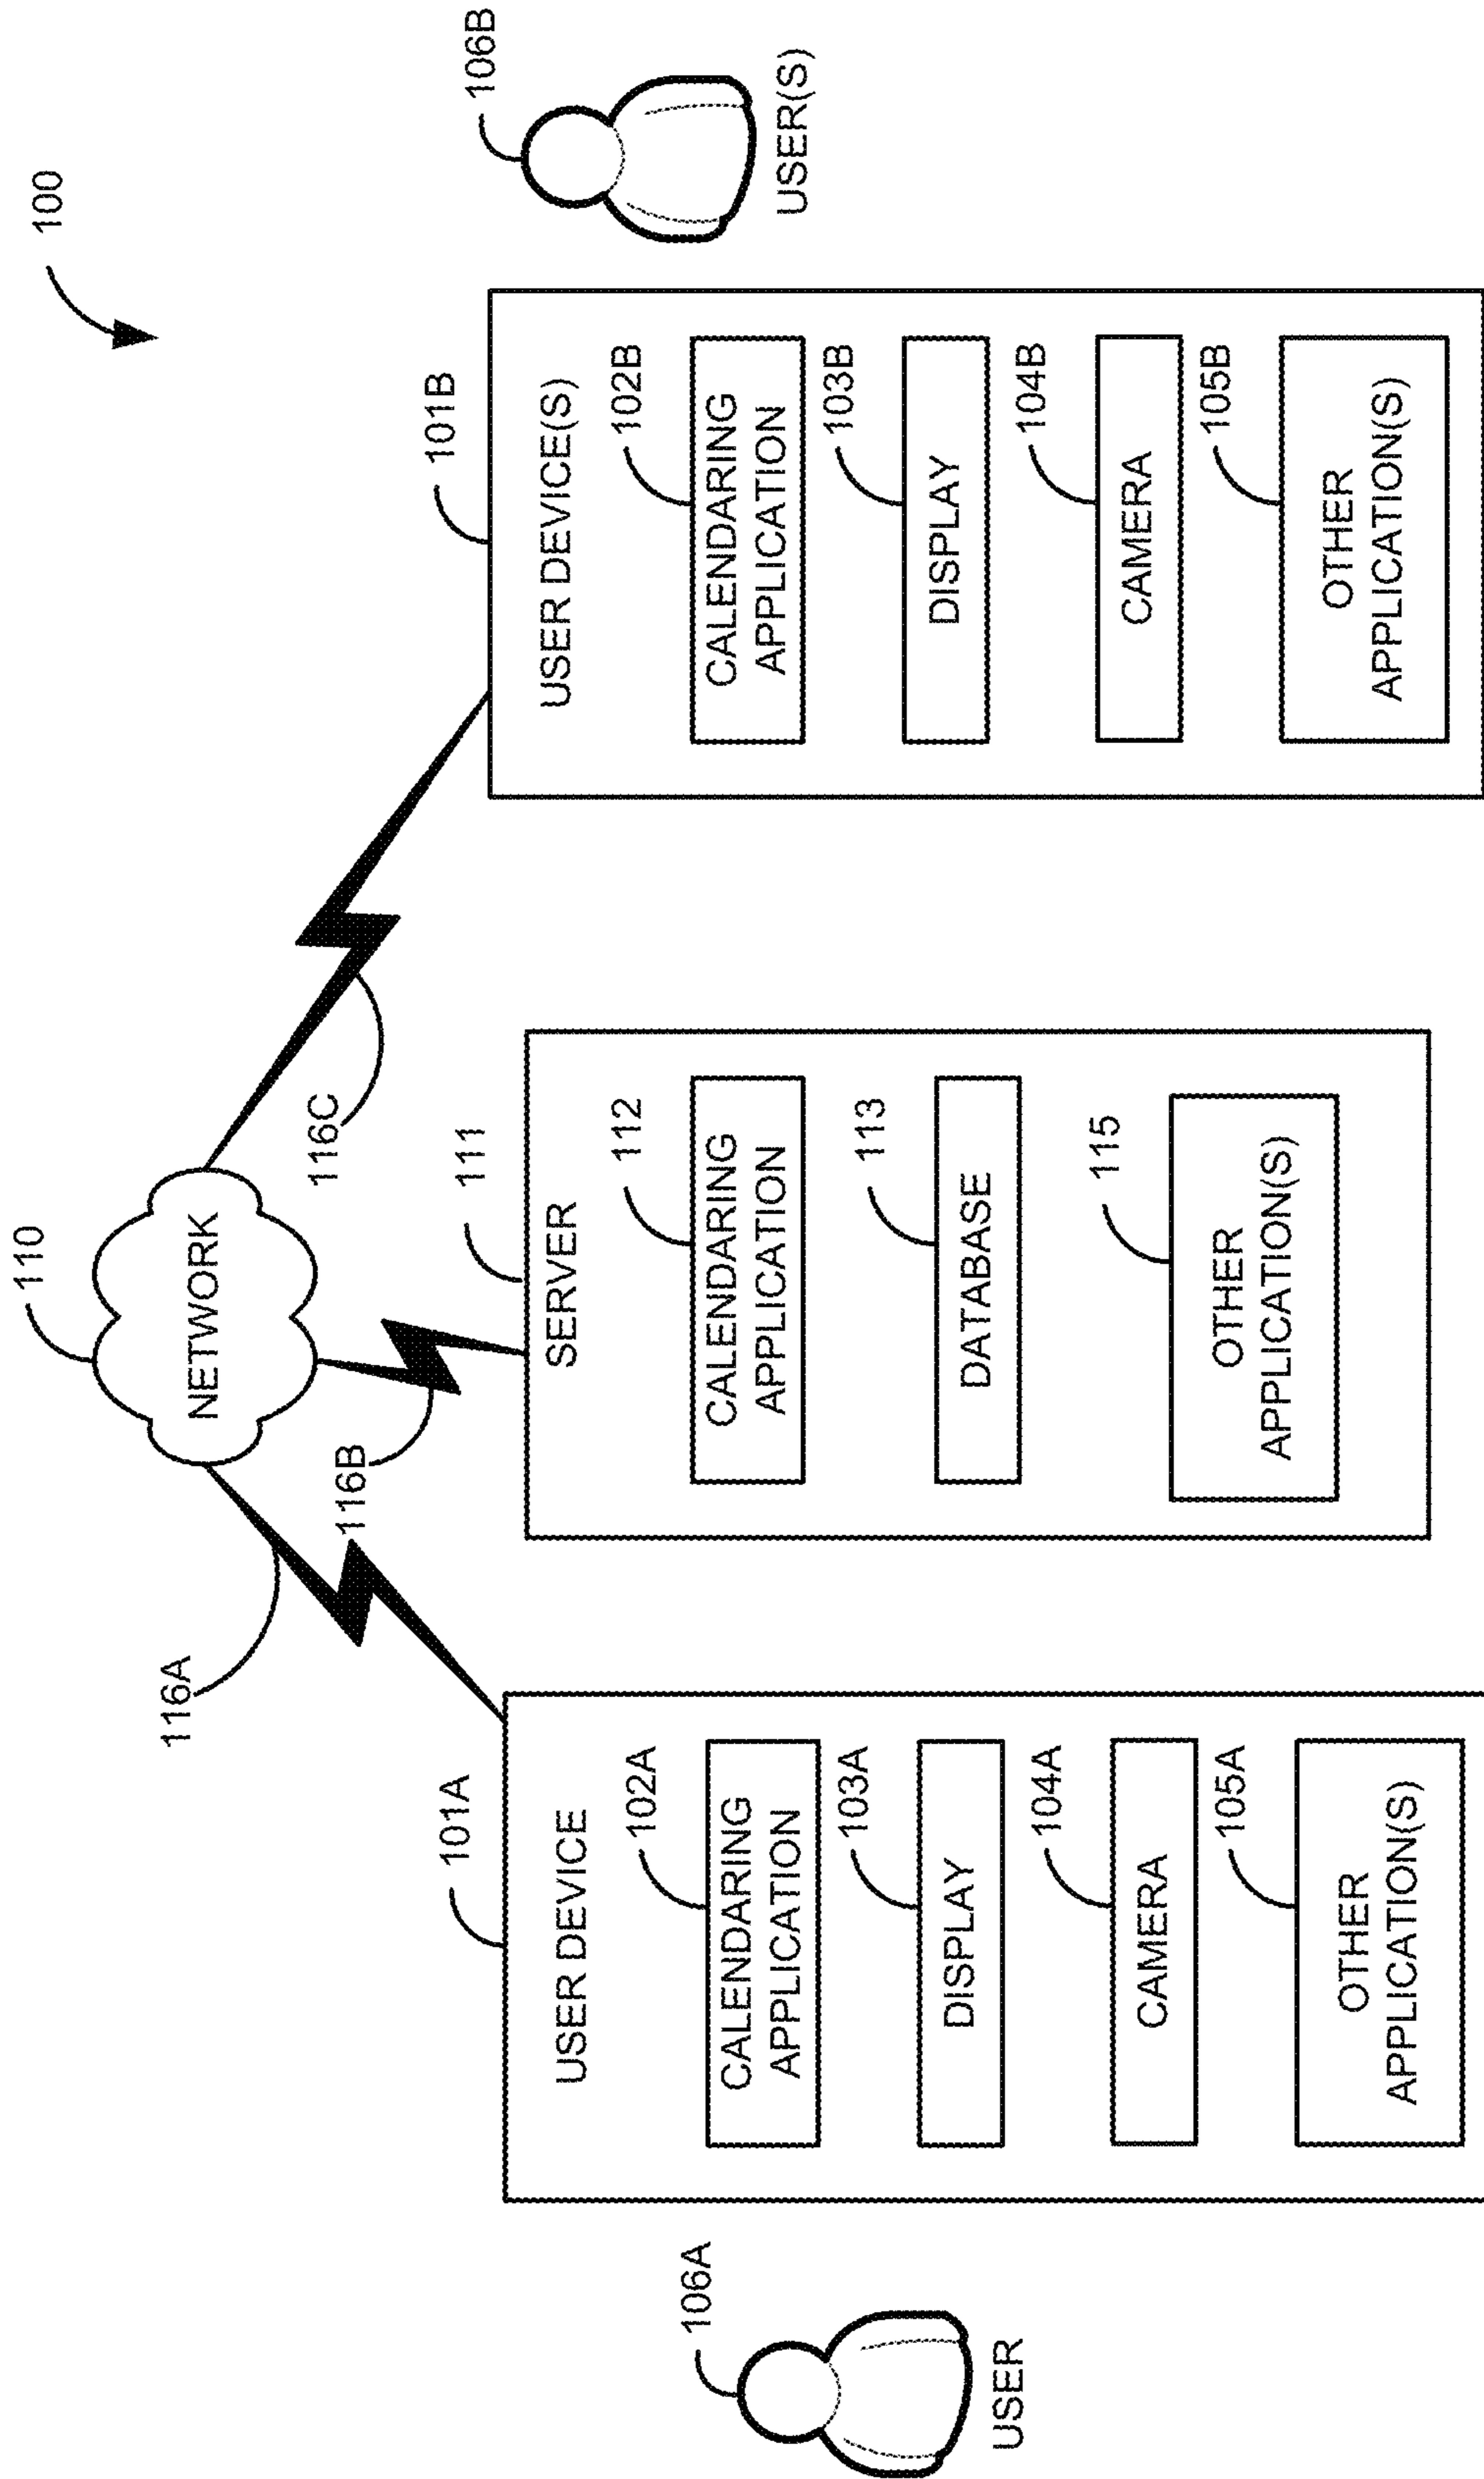 100
110
NETWORK
116A
116B
116C
106A
USER
101A
USER DEVICE
102A
CALENDARING
APPLICATION
103A
DISPLAY
104A
CAMERA
105A
OTHER
APPLICATION(S)
111
SERVER
112
CALENDARING
APPLICATION
113
DATABASE
115
OTHER
APPLICATION(S)
101B
USER DEVICE(S)
102B
CALENDARING
APPLICATION
103B
DISPLAY
104B
CAMERA
105B
OTHER
APPLICATION(S)
106B
USER(S)